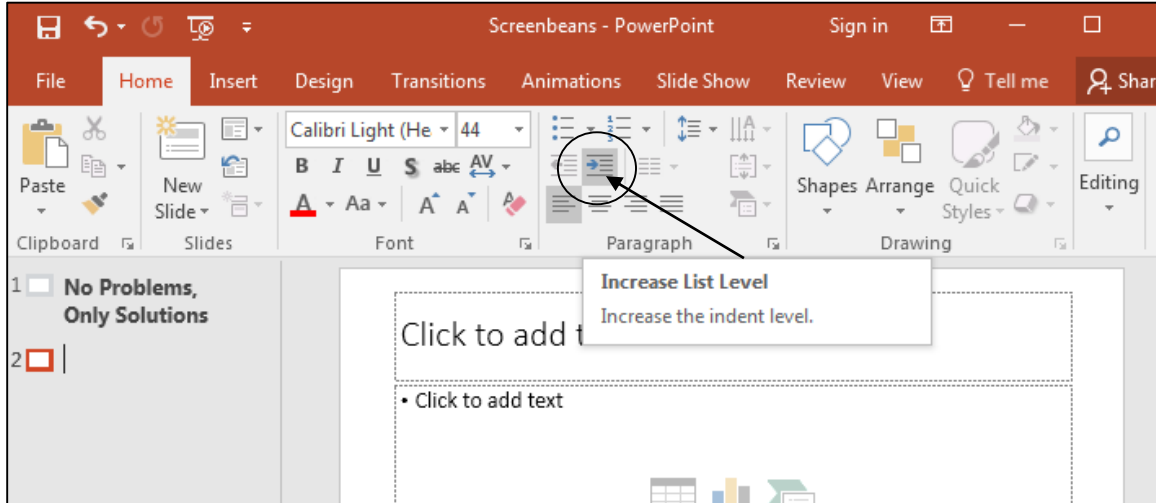 Screenbeans - PowerPoint Sign in
File Home Insert Design Transitions Animations Slide Show Review View Tell me Shar
Calibri Light (He 44
B I U S abc AV
A Aa A A
Paste
New
Slide
Shapes Arrange Quick
Styles
Editing
Clipboard Slides Font Paragraph Drawing
1 No Problems,
Only Solutions
2
Increase List Level
Increase the indent level.
Click to add t
• Click to add text